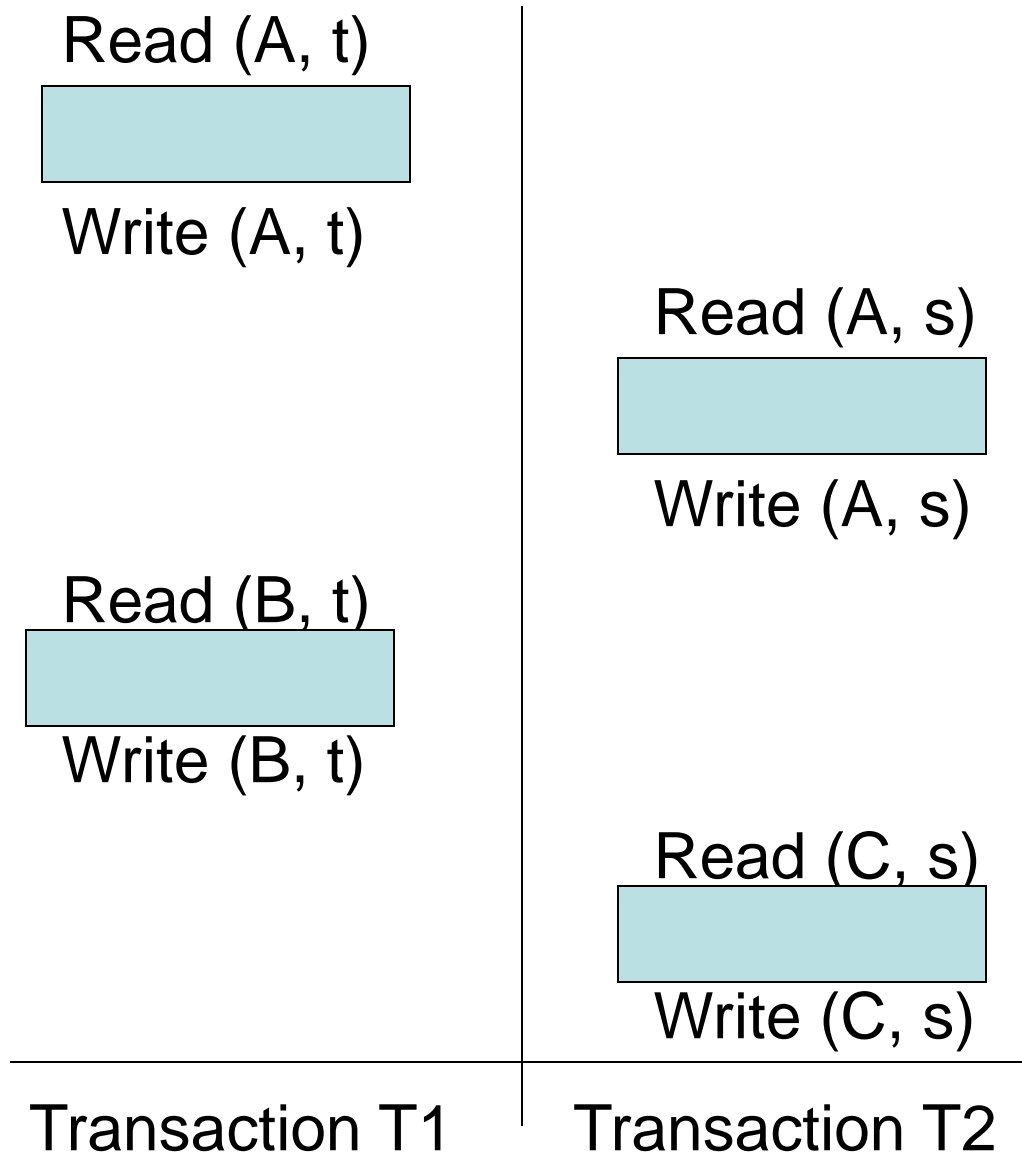 Read (A, t)
Write (A, t)
Read (A, s)
Write (A, s)
Read (B, t)
Write (B, t)
Read (C, s)
Write (C, s)
Transaction T1
Transaction T2